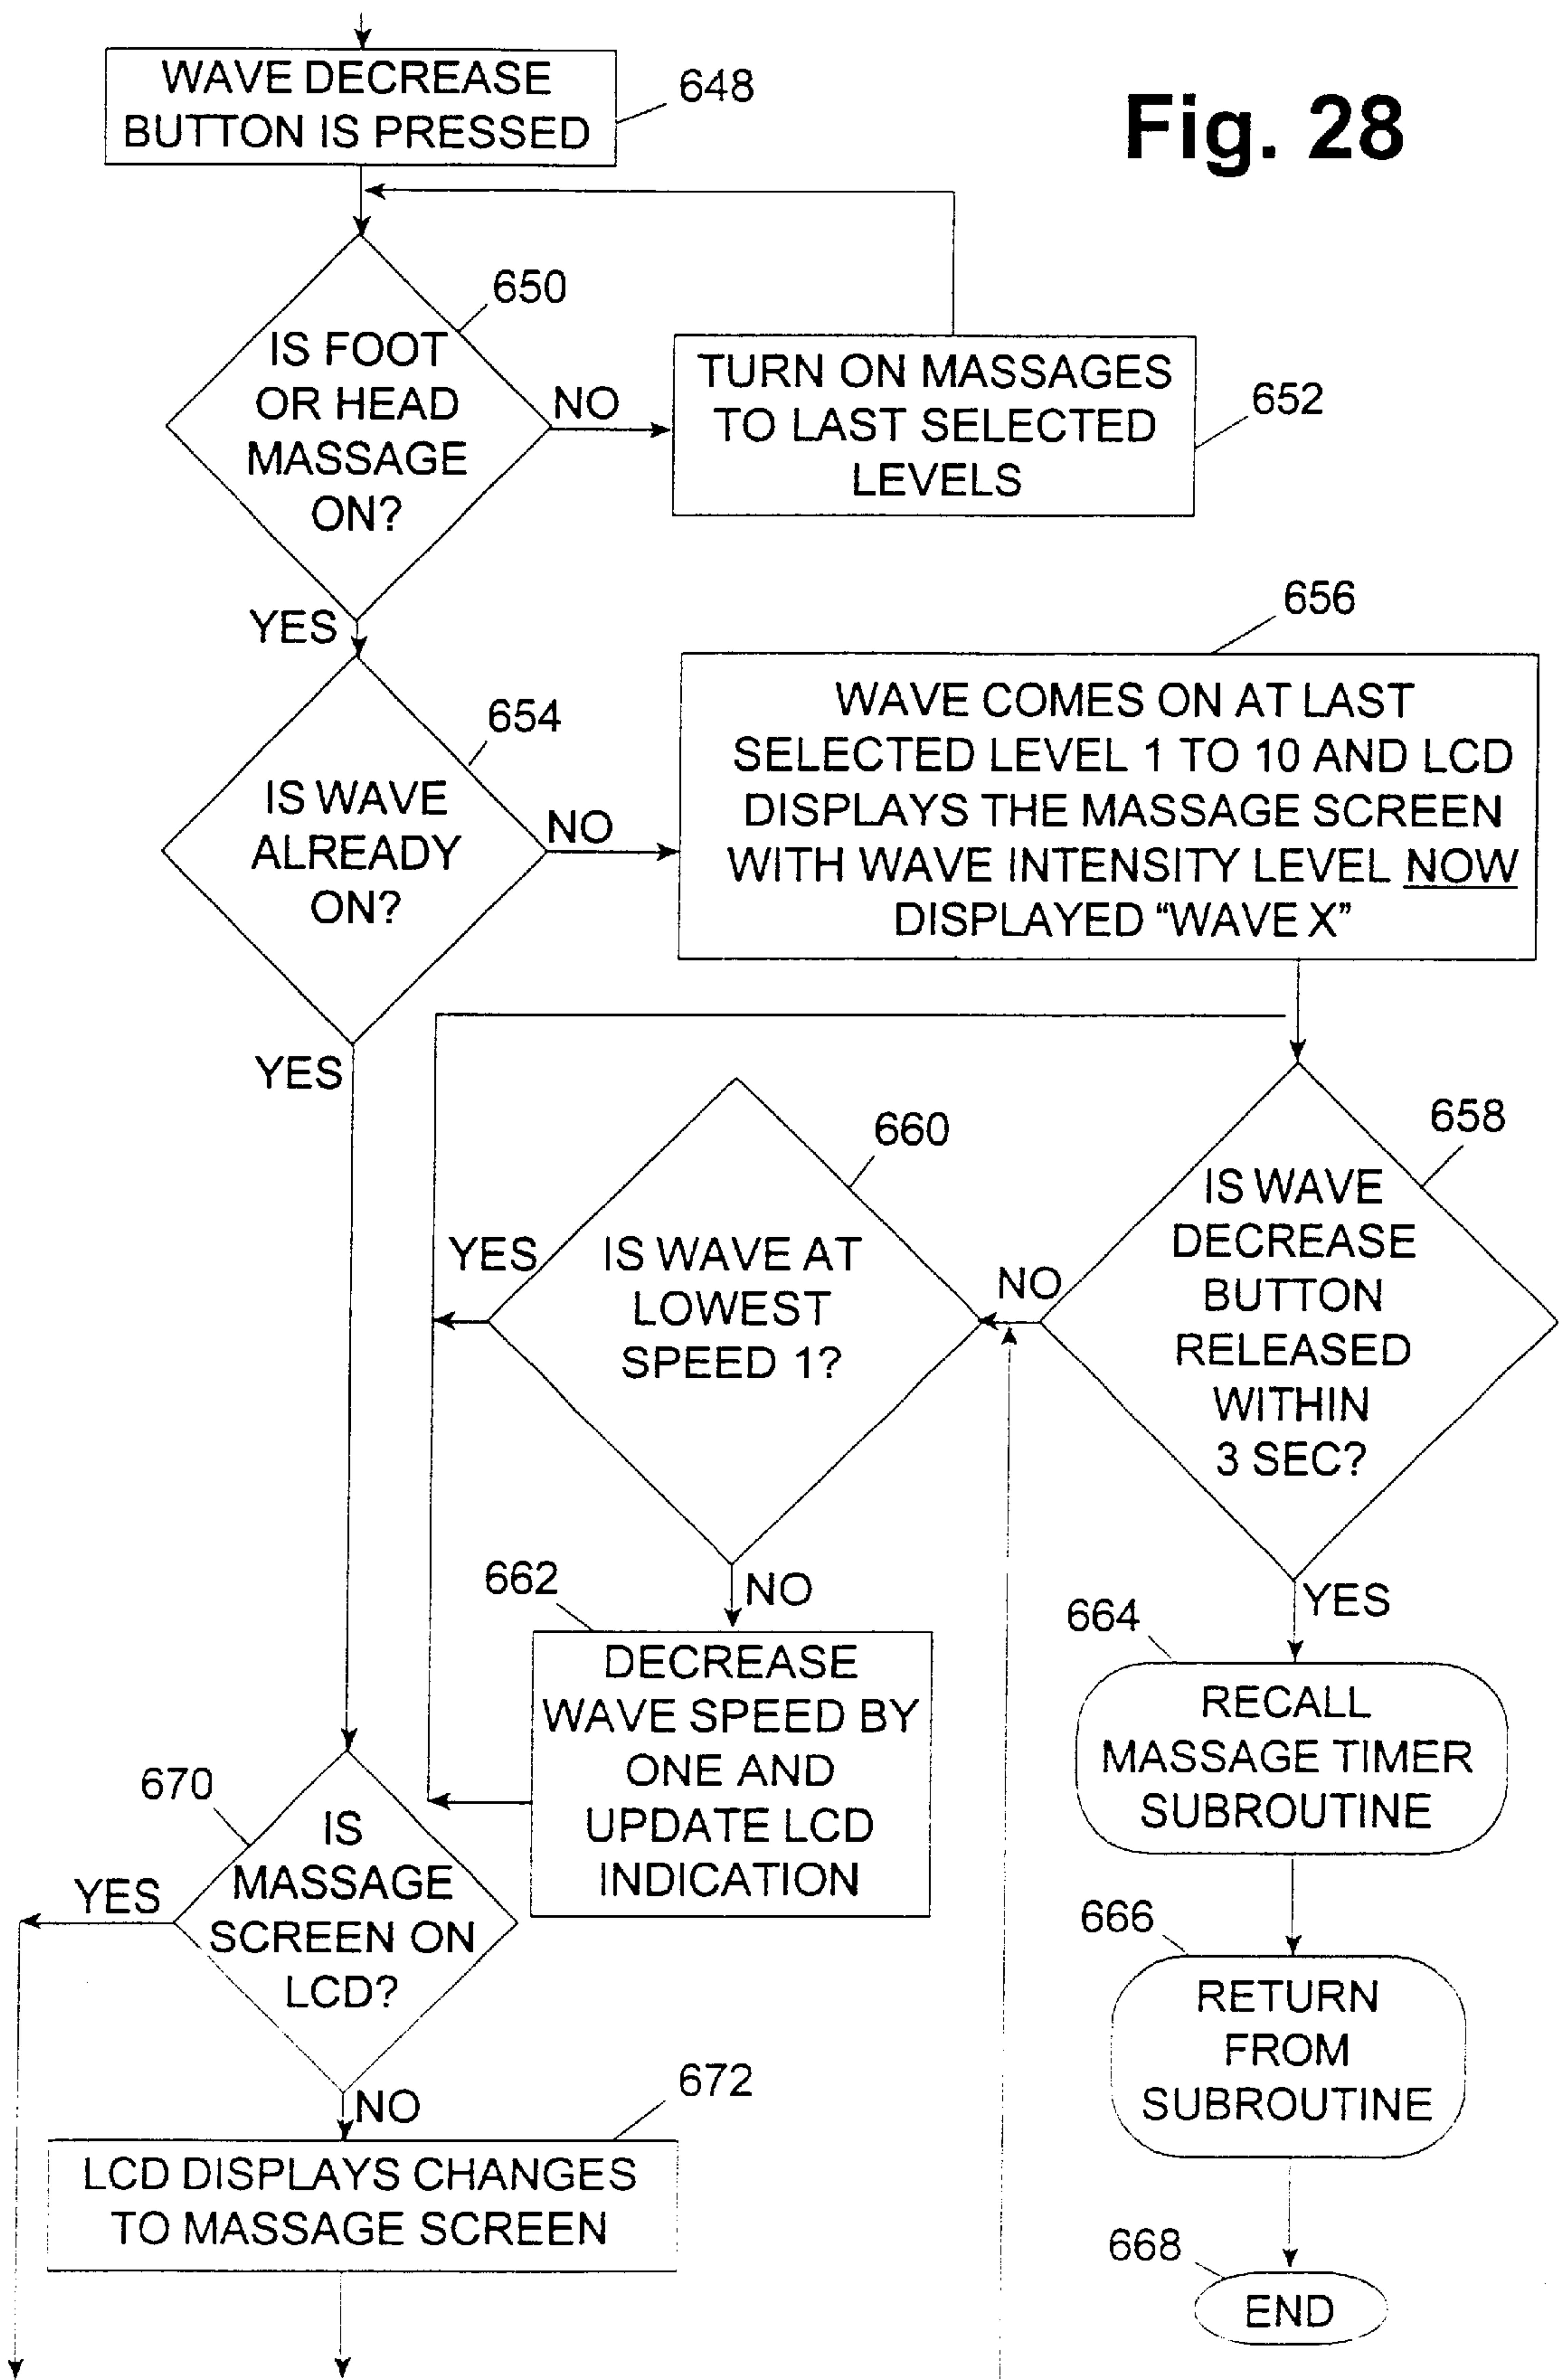 WAVE DECREASE
BUTTON IS PRESSED
648
Fig. 28
650
IS FOOT
OR HEAD
MASSAGE
ON?
NO
TURN ON MASSAGES
TO LAST SELECTED
LEVELS
652
YES
654
IS WAVE
ALREADY
ON?
NO
656
WAVE COMES ON AT LAST
SELECTED LEVEL 1 TO 10 AND LCD
DISPLAYS THE MASSAGE SCREEN
WITH WAVE INTENSITY LEVEL NOW
DISPLAYED “WAVE X”
YES
658
IS WAVE
DECREASE
BUTTON
RELEASED
WITHIN
3 SEC?
NO
660
IS WAVE AT
LOWEST
SPEED 1?
YES
NO
662
DECREASE
WAVE SPEED BY
ONE AND
UPDATE LCD
INDICATION
YES
664
RECALL
MASSAGE TIMER
SUBROUTINE
666
RETURN
FROM
SUBROUTINE
668
END
670
IS
MASSAGE
SCREEN ON
LCD?
YES
NO
672
LCD DISPLAYS CHANGES
TO MASSAGE SCREEN